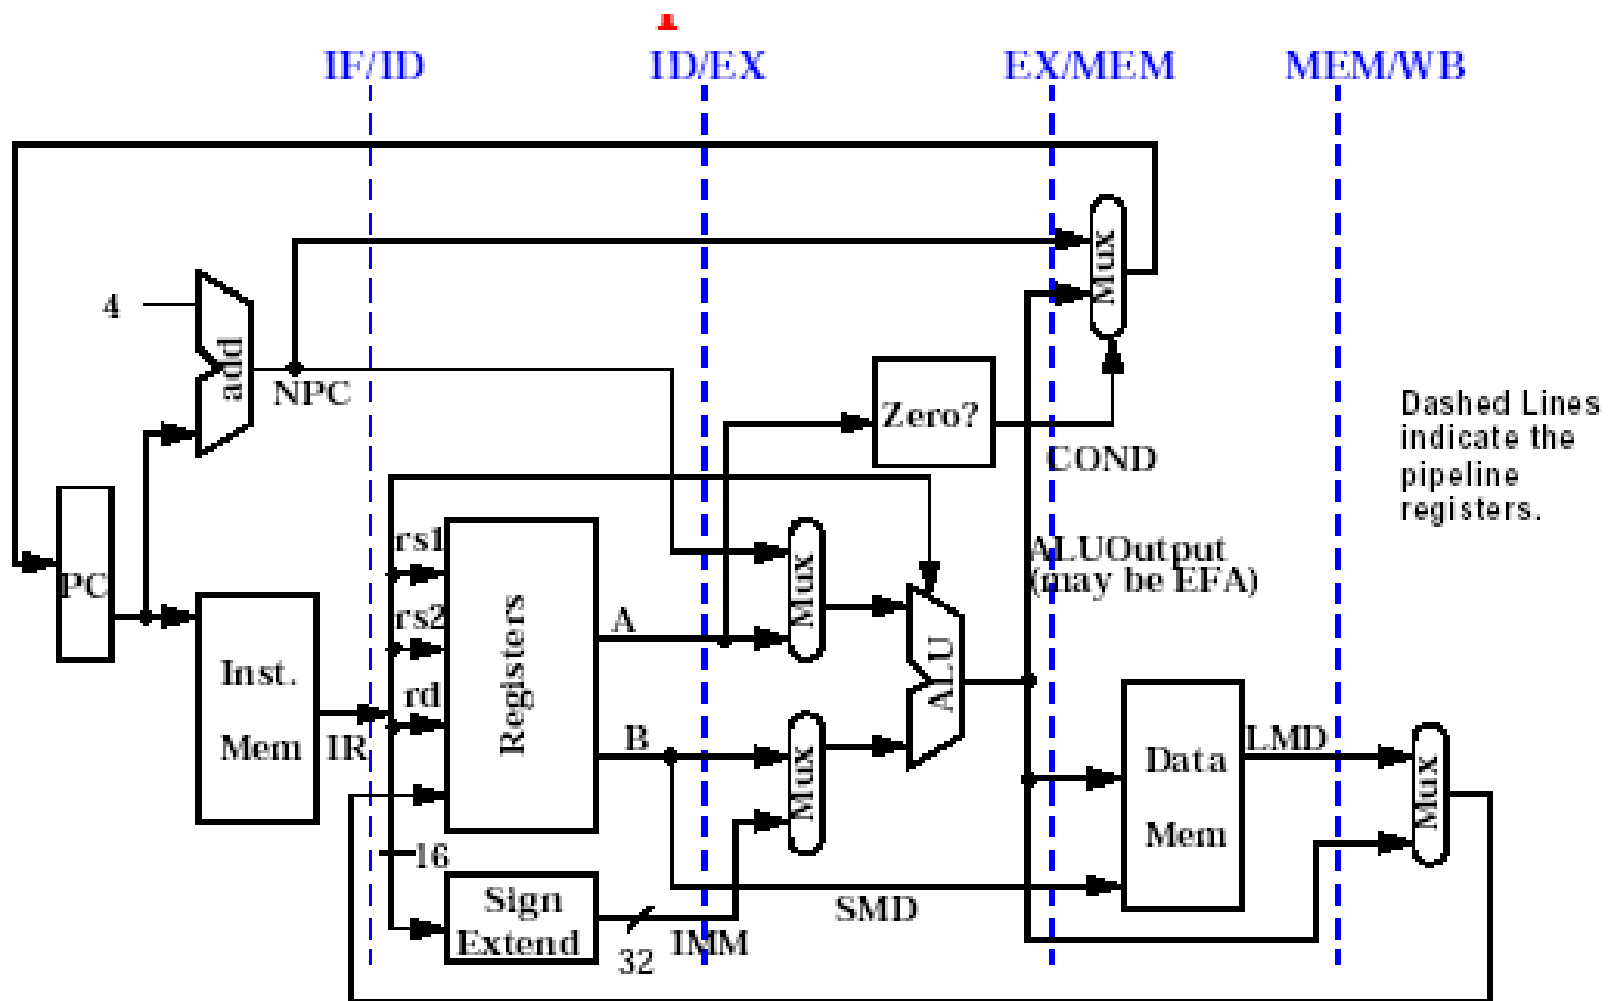 IF/ID
ID/EX
EX/MEM
MEM/WB
4
add
NPC
Mux
Zero?
COND
Dashed Lines
indicate the
pipeline
registers.
PC
Inst.
Mem
IR
rs1
rs2
rd
Registers
A
B
Mux
Mux
ALU
ALUOutput
(may be EFA)
Data
Mem
LMD
Mux
16
Sign
Extend
32
IMM
SMD